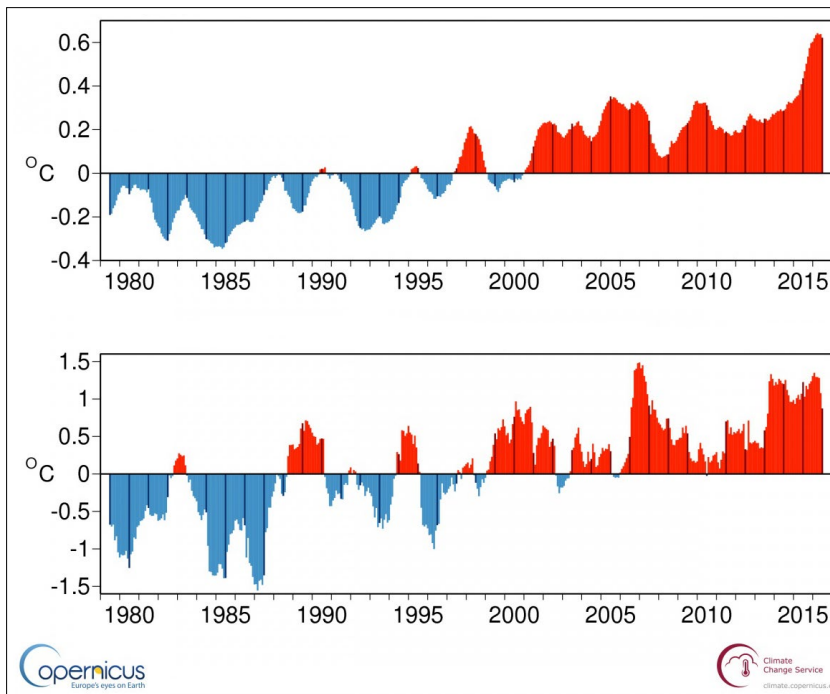 0.6
0.4
0.2
0
-0.2
-0.4
°C
1980 1985 1990 1995 2000 2005 2010 2015
1.5
1
0.5
0
-0.5
-1
-1.5
°C
1980 1985 1990 1995 2000 2005 2010 2015
Copernicus
Europe's eyes on Earth
Climate
Change Service
climate.copernicus.